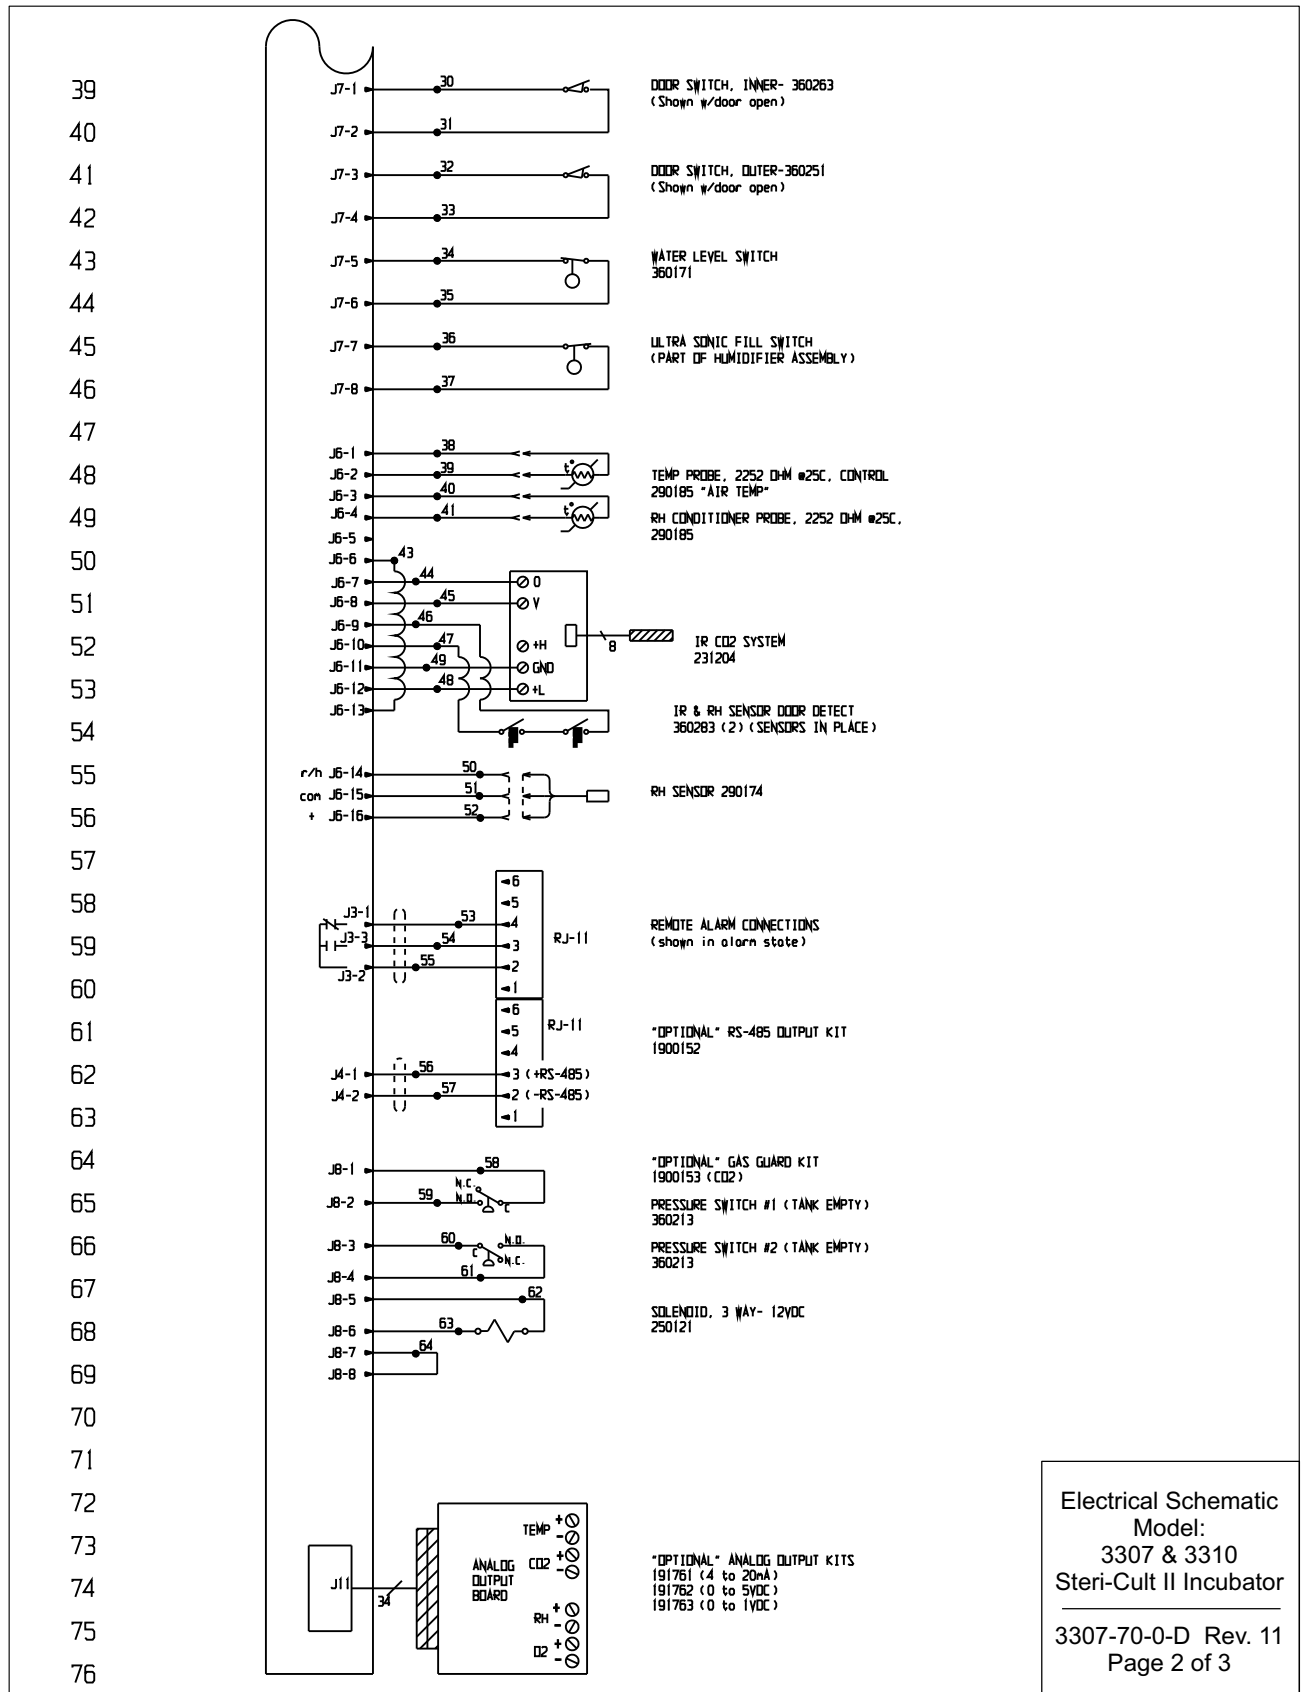 39
J7-1 30 DOOR SWITCH, INNER- 360263
(Shown w/door open)
40
J7-2 31
41
J7-3 32 DOOR SWITCH, OUTER-360251
(Shown w/door open)
42
J7-4 33
43
J7-5 34 WATER LEVEL SWITCH
360171
44
J7-6 35
45
J7-7 36 ULTRA SONIC FILL SWITCH
(PART OF HUMIDIFIER ASSEMBLY)
46
J7-8 37
47
J6-1 38
48
J6-2 39 t° TEMP PROBE, 2252 OHM @25C, CONTROL
290185 "AIR TEMP"
J6-3 40
49
J6-4 41 t° RH CONDITIONER PROBE, 2252 OHM @25C,
290185
J6-5
50
J6-6 43
J6-7 44 0
51
J6-8 45 V
J6-9 46
52
J6-10 47 +H 8 IR CO2 SYSTEM
231204
J6-11 49 GND
53
J6-12 48 +L
J6-13 IR & RH SENSOR DOOR DETECT
54
360283 (2) (SENSORS IN PLACE)
55
r/h J6-14 50
com J6-15 51 RH SENSOR 290174
56
+ J6-16 52
57
6
58
5
J3-1 53 4 REMOTE ALARM CONNECTIONS
59
J3-3 54 3 RJ-11 (shown in alarm state)
J3-2 55 2
60
1
6
61
5 RJ-11 "OPTIONAL" RS-485 OUTPUT KIT
1900152
4
62
J4-1 56 3 (+RS-485)
J4-2 57 2 (-RS-485)
63
1
64
J8-1 58 "OPTIONAL" GAS GUARD KIT
1900153 (CO2)
65
N.C.
J8-2 59 N.O. C PRESSURE SWITCH #1 (TANK EMPTY)
360213
66
J8-3 60 N.O. PRESSURE SWITCH #2 (TANK EMPTY)
C N.C. 360213
J8-4 61
67
J8-5 62
SOLENOID, 3 WAY- 12VDC
250121
68
J8-6 63
J8-7 64
69
J8-8
70
71
72
TEMP +
-
73
ANALOG
OUTPUT
BOARD
CO2 +
-
"OPTIONAL" ANALOG OUTPUT KITS
191761 (4 to 20mA)
191762 (0 to 5VDC)
191763 (0 to 1VDC)
74
J11 34
RH +
-
75
O2 +
-
76
Electrical Schematic
Model:
3307 & 3310
Steri-Cult II Incubator
3307-70-0-D Rev. 11
Page 2 of 3